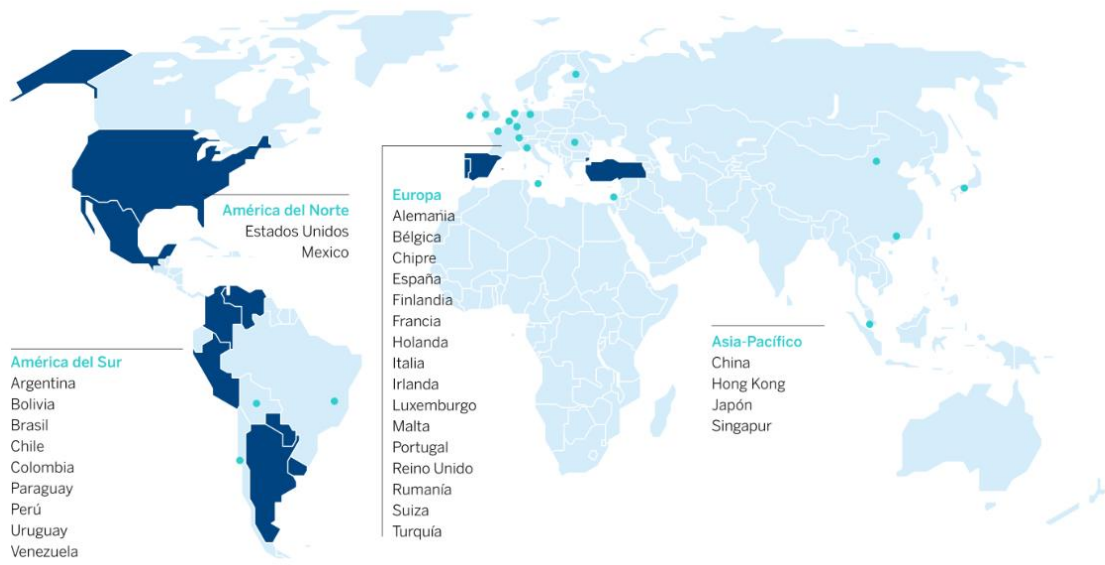 América del Norte
Estados Unidos
Mexico
América del Sur
Argentina
Bolivia
Brasil
Chile
Colombia
Paraguay
Perú
Uruguay
Venezuela
Europa
Alemania
Bélgica
Chipre
España
Finlandia
Francia
Holanda
Italia
Irlanda
Luxemburgo
Malta
Portugal
Reino Unido
Rumanía
Suiza
Turquía
Asia-Pacífico
China
Hong Kong
Japón
Singapur